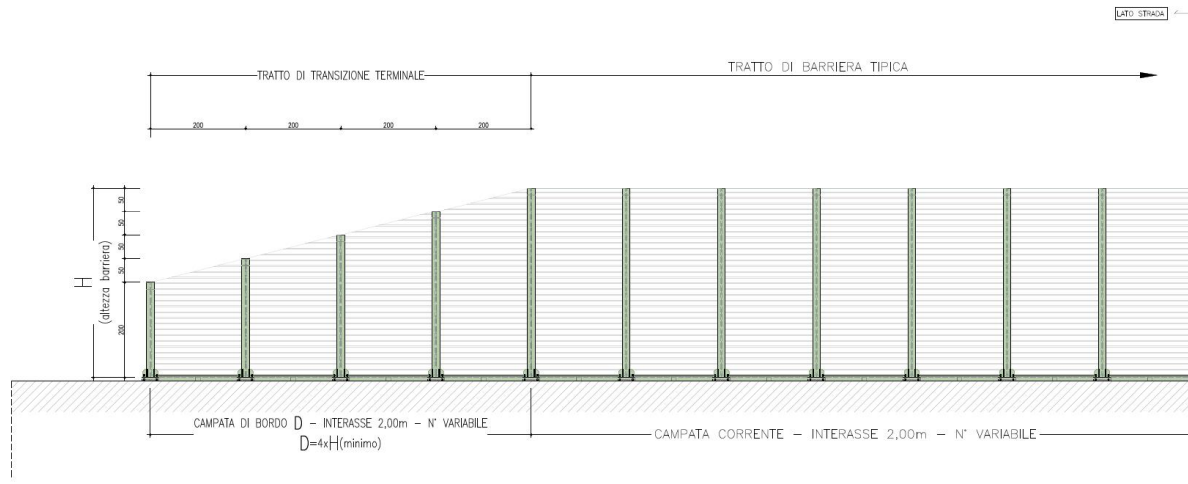 LATO STRADA
TRATTO DI TRANSIZIONE TERMINALE
TRATTO DI BARRIERA TIPICA
200
200
200
200
50
50
50
50
200
H
(altezza barriera)
CAMPATA DI BORDO D - INTERASSE 2,00m - N° VARIABILE
D=4xH(minimo)
CAMPATA CORRENTE - INTERASSE 2,00m - N° VARIABILE